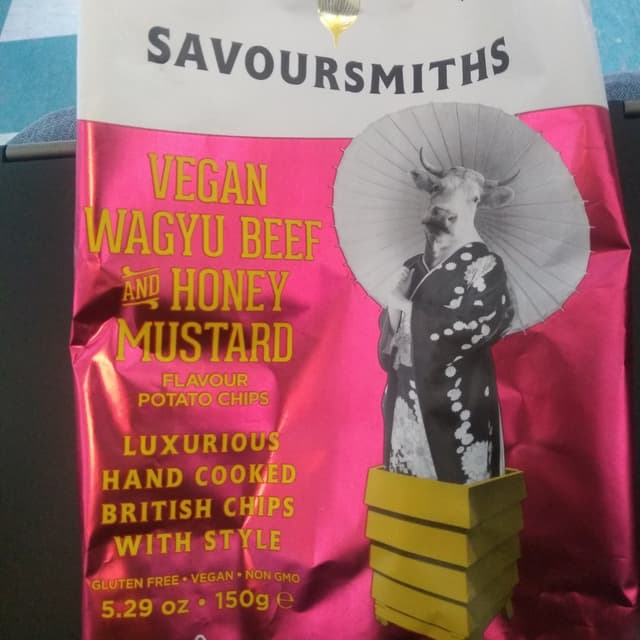 SAVOURSMITHS
VEGAN
WAGYU BEEF
AND HONEY
MUSTARD
FLAVOUR
POTATO CHIPS
LUXURIOUS
HAND COOKED
BRITISH CHIPS
WITH STYLE
GLUTEN FREE • VEGAN • NON GMO
5.29 oz • 150g ℮